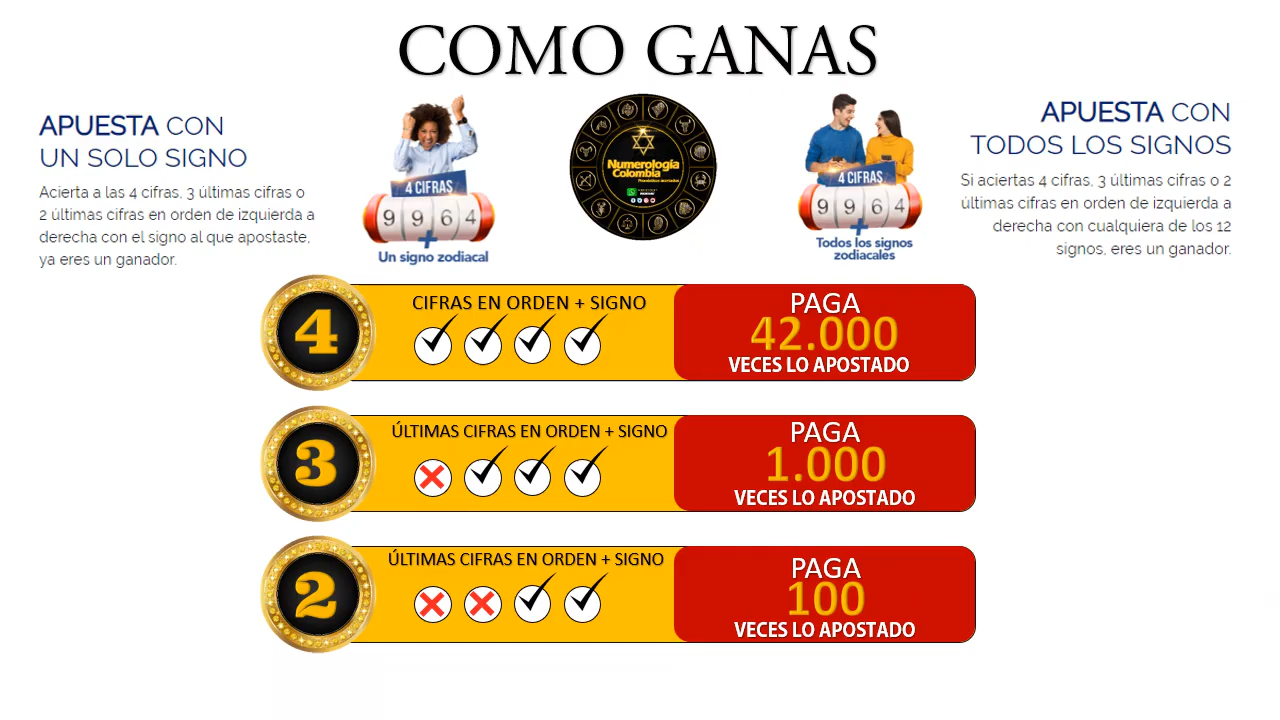 COMO GANAS
APUESTA CON
UN SOLO SIGNO
Acierta a las 4 cifras, 3 últimas cifras o
2 últimas cifras en orden de izquierda a
derecha con el signo al que apostaste,
ya eres un ganador.
4 CIFRAS
9 9 6 4
+
Un signo zodiacal
Numerología
Colombia
4 CIFRAS
9 9 6 4
+
Todos los signos
zodiacales
APUESTA CON
TODOS LOS SIGNOS
Si aciertas 4 cifras, 3 últimas cifras o 2
últimas cifras en orden de izquierda a
derecha con cualquiera de los 12
signos, eres un ganador.
4
CIFRAS EN ORDEN + SIGNO
PAGA
42.000
VECES LO APOSTADO
3
ÚLTIMAS CIFRAS EN ORDEN + SIGNO
PAGA
1.000
VECES LO APOSTADO
2
ÚLTIMAS CIFRAS EN ORDEN + SIGNO
PAGA
100
VECES LO APOSTADO